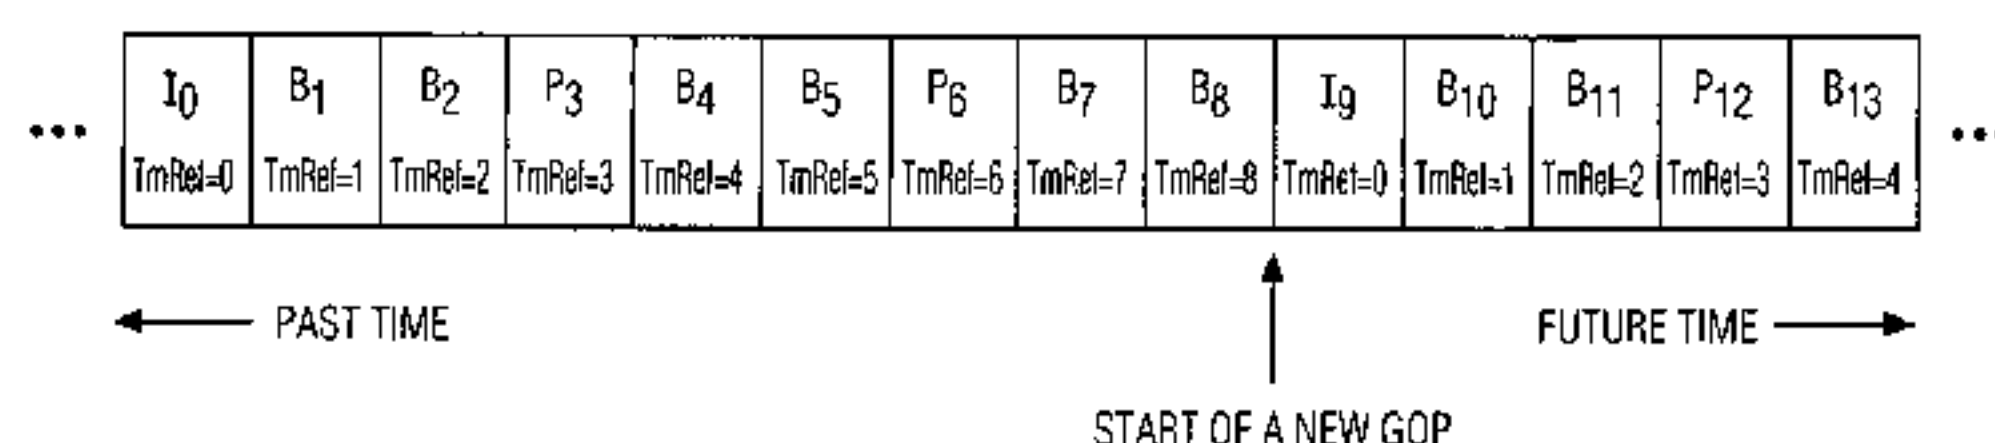 ••• I0 B1 B2 P3 B4 B5 P6 B7 B8 I9 B10 B11 P12 B13 •••
TmRef=0 TmRef=1 TmRef=2 TmRef=3 TmRef=4 TmRef=5 TmRef=6 TmRef=7 TmRef=8 TmRef=0 TmRef=1 TmRef=2 TmRef=3 TmRef=4
PAST TIME
FUTURE TIME
START OF A NEW GOP